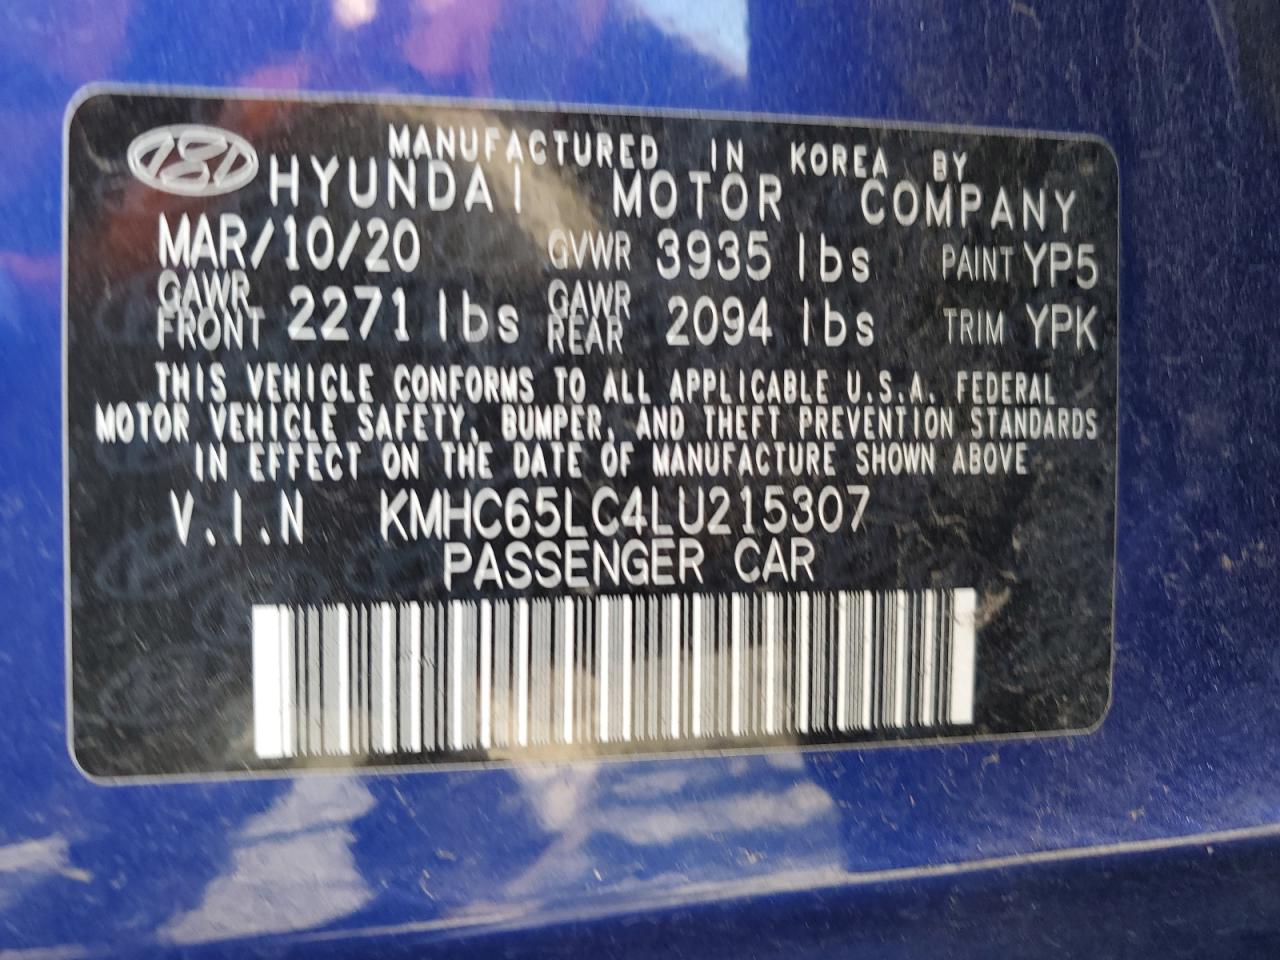 MANUFACTURED IN KOREA BY
HYUNDAI MOTOR COMPANY
MAR/10/20 GVWR 3935 lbs PAINT YP5
GAWR FRONT 2271 lbs GAWR REAR 2094 lbs TRIM YPK
THIS VEHICLE CONFORMS TO ALL APPLICABLE U.S.A. FEDERAL
MOTOR VEHICLE SAFETY, BUMPER, AND THEFT PREVENTION STANDARDS
IN EFFECT ON THE DATE OF MANUFACTURE SHOWN ABOVE
V.I.N KMHC65LC4LU215307
PASSENGER CAR